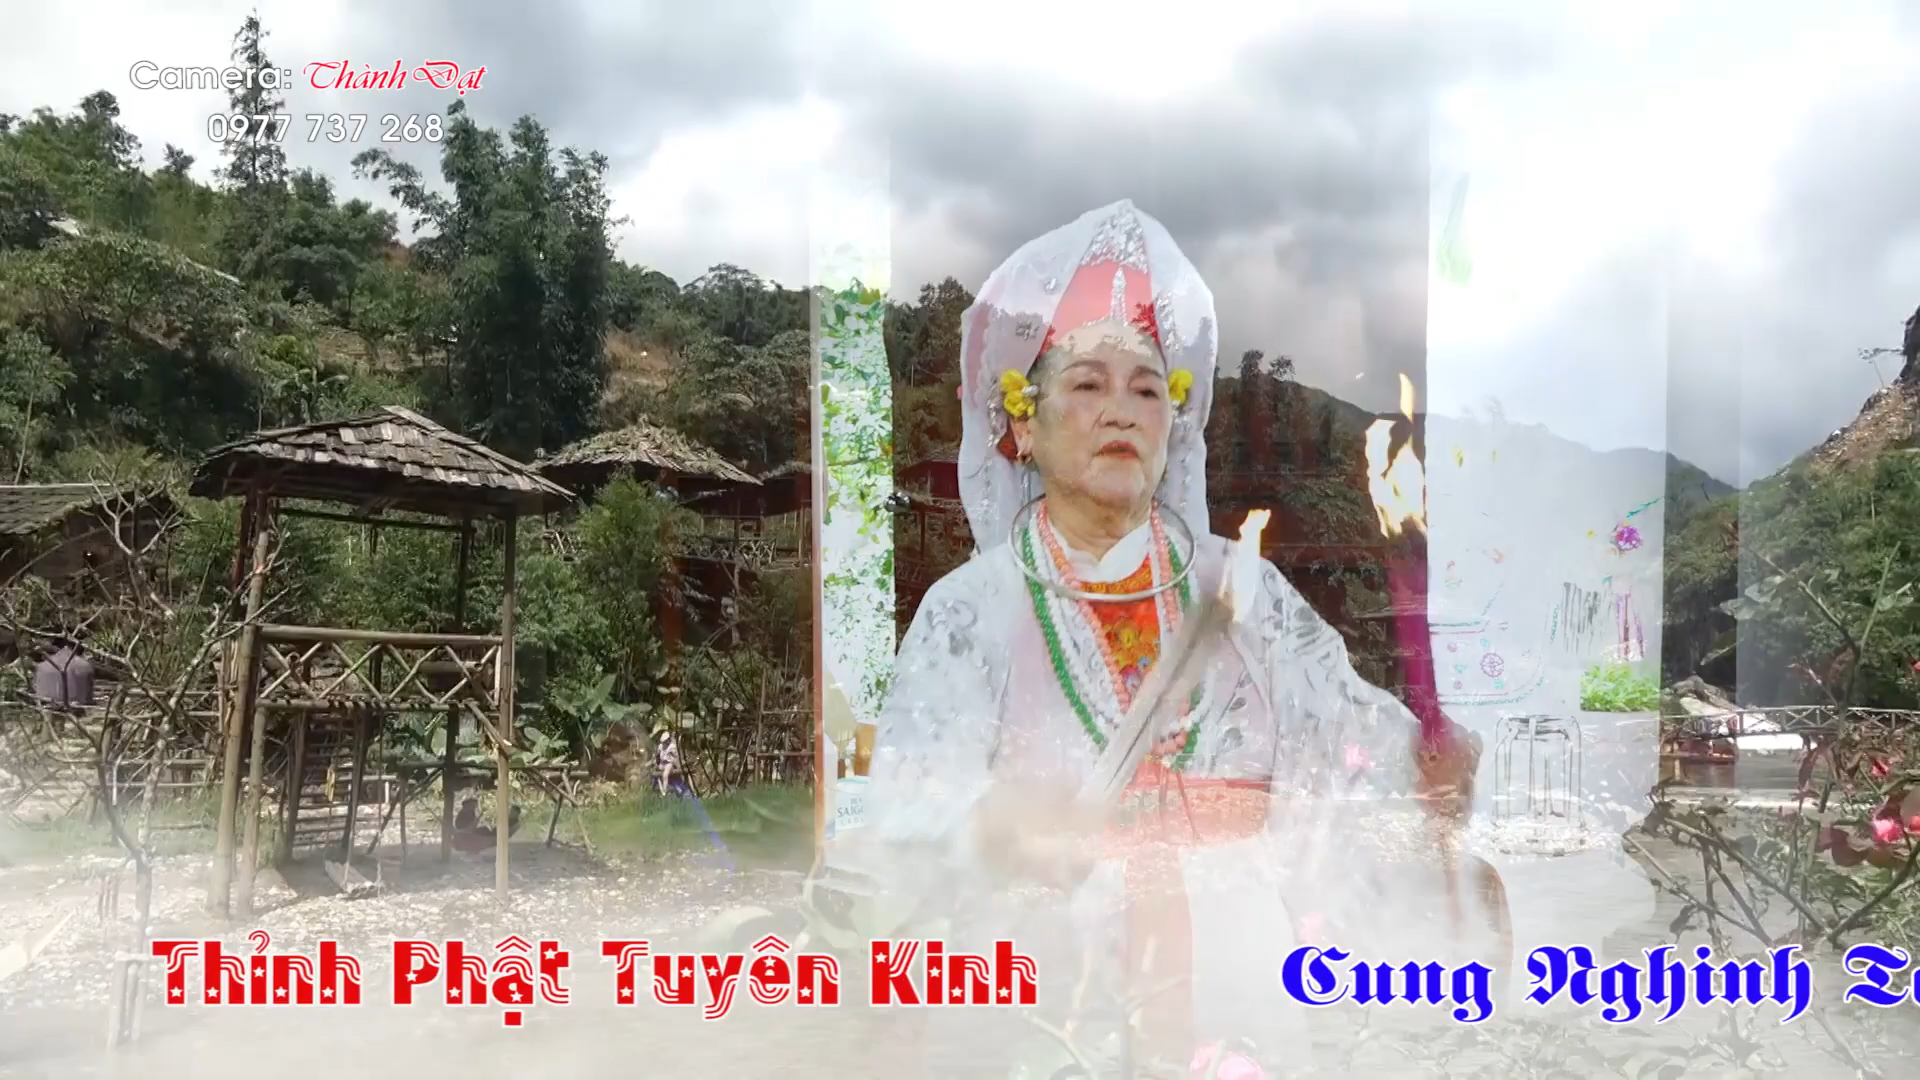 Camera: Thành Đạt
0977 737 268
Thỉnh Phật Tuyên Kinh
Cung Nghinh